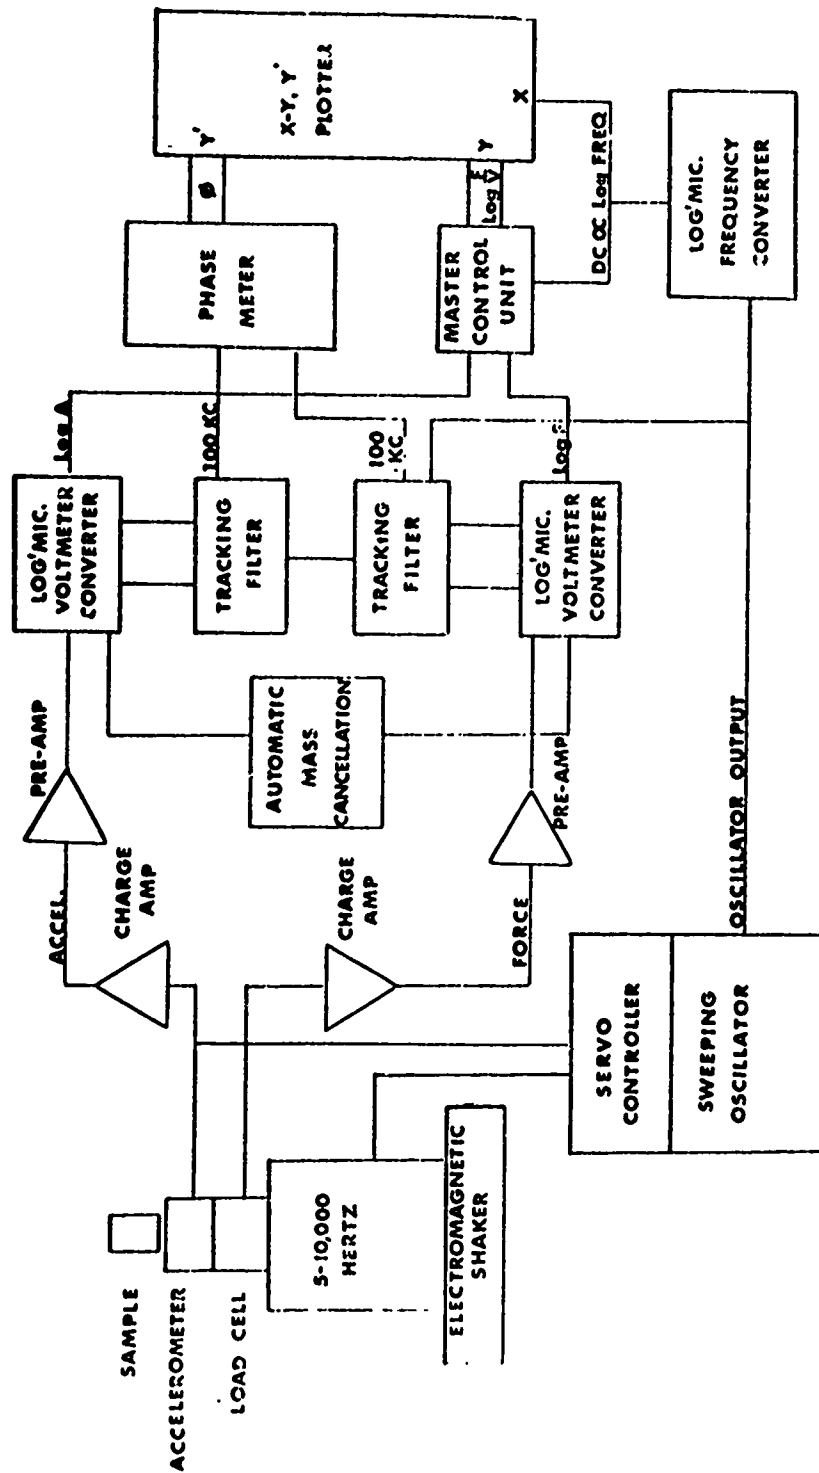 SAMPLE
ACCELEROMETER
LOAD CELL
5-10,000
HERTZ
ELECTROMAGNETIC
SHAKER
SERVO
CONTROLLER
SWEEPING
OSCILLATOR
OSCILLATOR OUTPUT
ACCEL.
CHARGE
AMP
CHARGE
AMP
FORCE
PRE-AMP
PRE-AMP
AUTOMATIC
MASS
CANCELLATION
LOG'MIC.
VOLTMETER
CONVERTER
TRACKING
FILTER
TRACKING
FILTER
LOG'MIC.
VOLTMETER
CONVERTER
Log A
100 KC
100
KC
Log
PHASE
METER
MASTER
CONTROL
UNIT
Ø
Log F/V
Y'
X-Y, Y'
PLOTTER
Y
X
DC ∝ Log FREQ
LOG'MIC.
FREQUENCY
CONVERTER